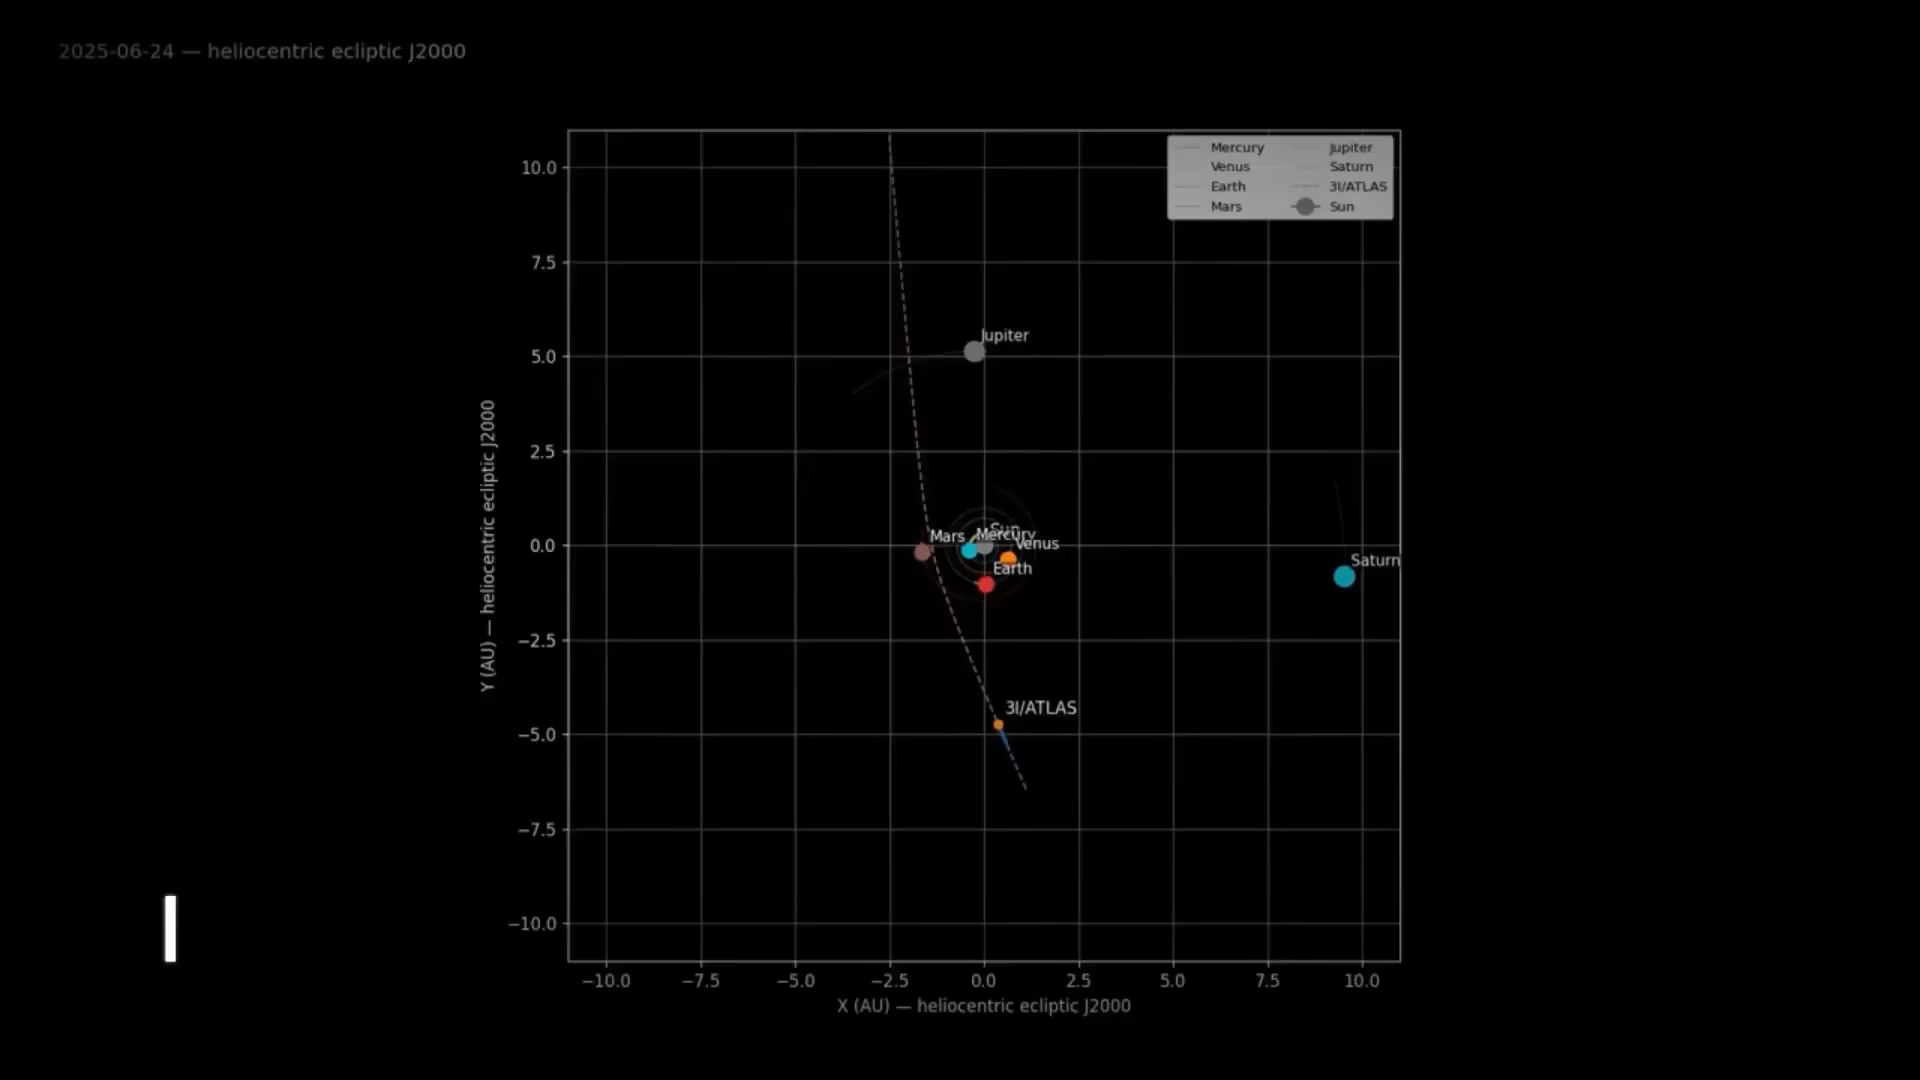 2025-06-24 — heliocentric ecliptic J2000
Mercury
Venus
Earth
Mars
Jupiter
Saturn
3I/ATLAS
Sun
10.0
7.5
5.0
2.5
0.0
−2.5
−5.0
−7.5
−10.0
Y (AU) — heliocentric ecliptic J2000
Jupiter
Sun
Mars
Mercury
Venus
Earth
Saturn
3I/ATLAS
−10.0
−7.5
−5.0
−2.5
0.0
2.5
5.0
7.5
10.0
X (AU) — heliocentric ecliptic J2000